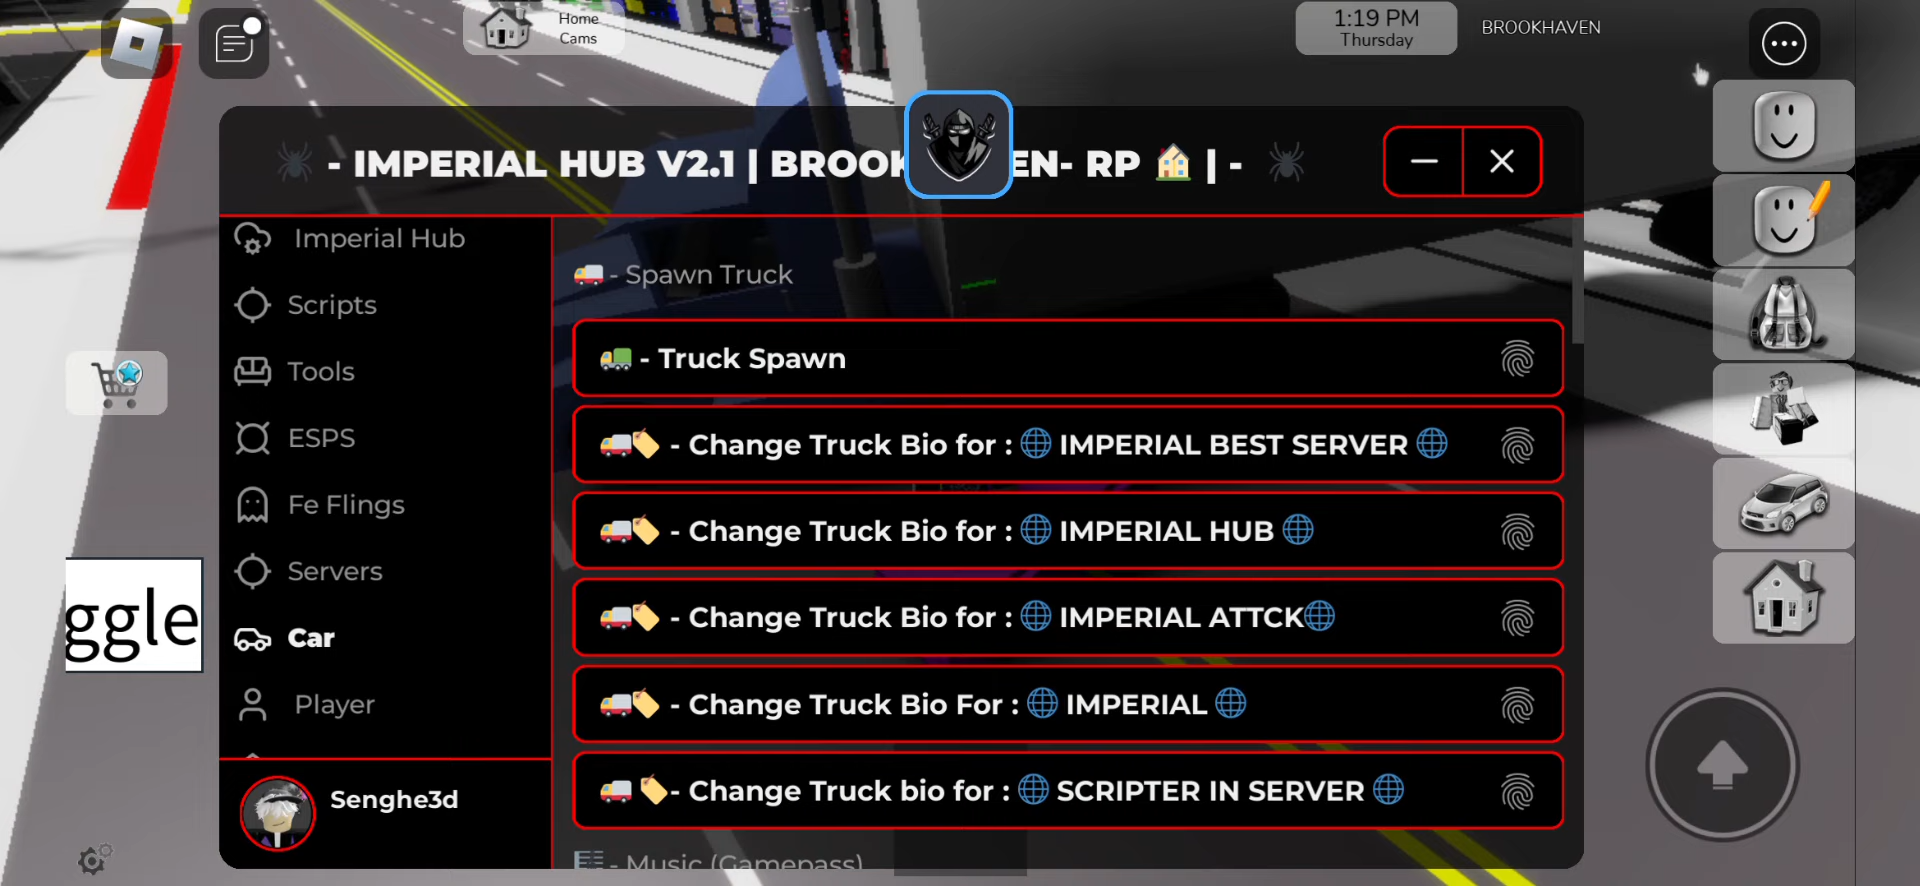 Home
Cams
1:19 PM
Thursday
BROOKHAVEN
- IMPERIAL HUB V2.1 | BROOK EN- RP 🏠 | -
Imperial Hub
Scripts
Tools
ESPS
Fe Flings
Servers
Car
Player
Senghe3d
ggle
🚚 - Spawn Truck
🚛 - Truck Spawn
🚚🏷️ - Change Truck Bio for : 🌐 IMPERIAL BEST SERVER 🌐
🚚🏷️ - Change Truck Bio for : 🌐 IMPERIAL HUB 🌐
🚚🏷️ - Change Truck Bio for : 🌐 IMPERIAL ATTCK🌐
🚚🏷️ - Change Truck Bio For : 🌐 IMPERIAL 🌐
🚚 🏷️- Change Truck bio for : 🌐 SCRIPTER IN SERVER 🌐
- Music (Gamepass)